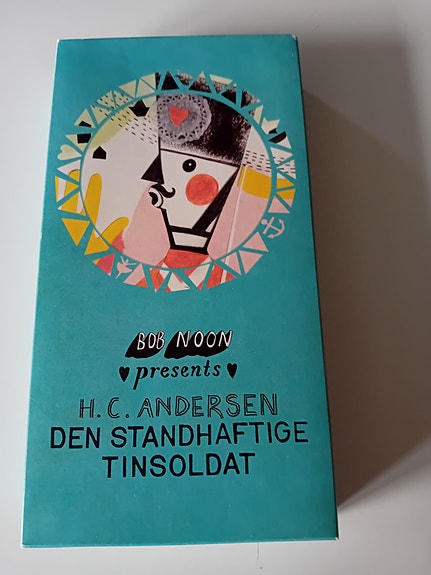 BOB NOON
presents
H. C. ANDERSEN
DEN STANDHAFTIGE
TINSOLDAT